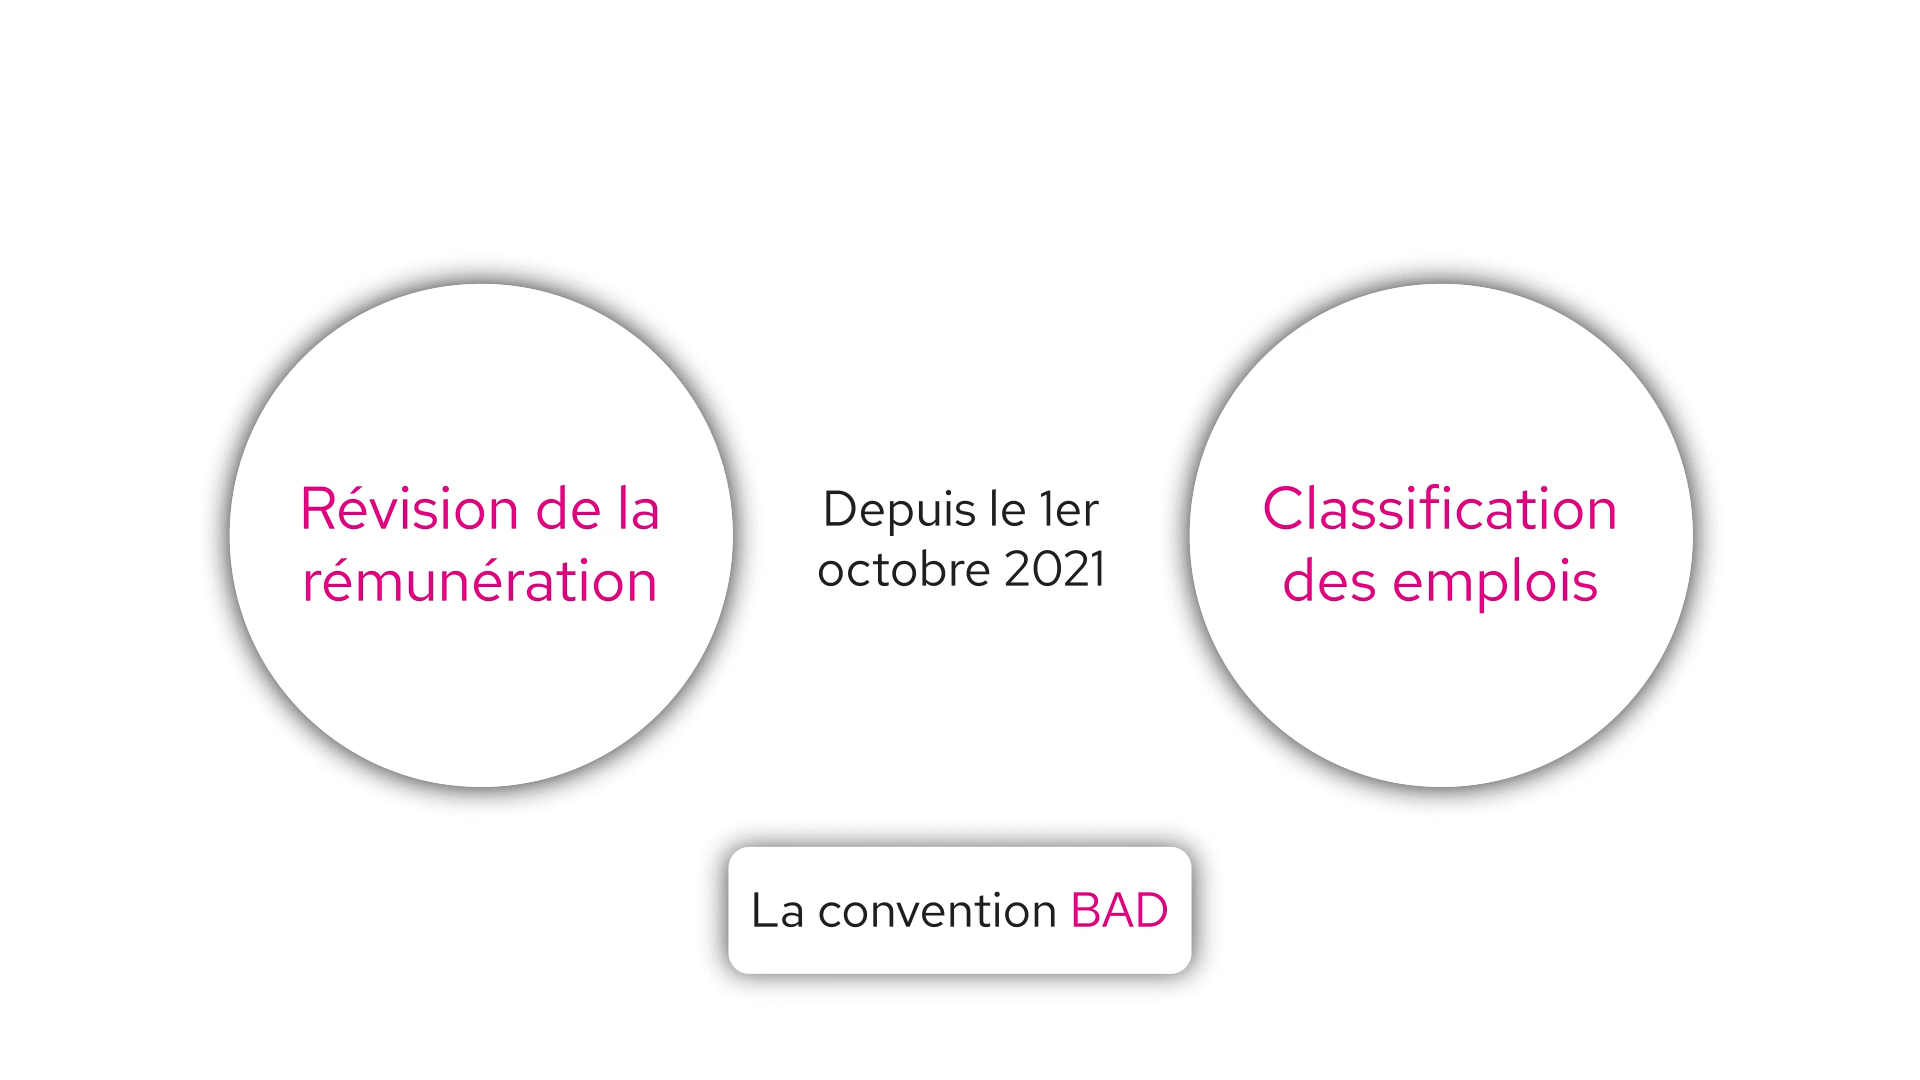 Révision de la
rémunération
Depuis le 1er
octobre 2021
Classification
des emplois
La convention BAD